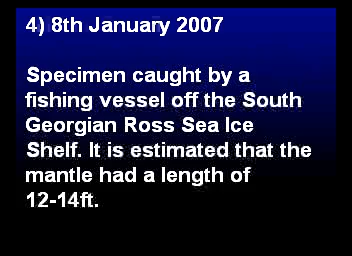 4) 8th January 2007
Specimen caught by a
fishing vessel off the South
Georgian Ross Sea Ice
Shelf. It is estimated that the
mantle had a length of
12-14ft.